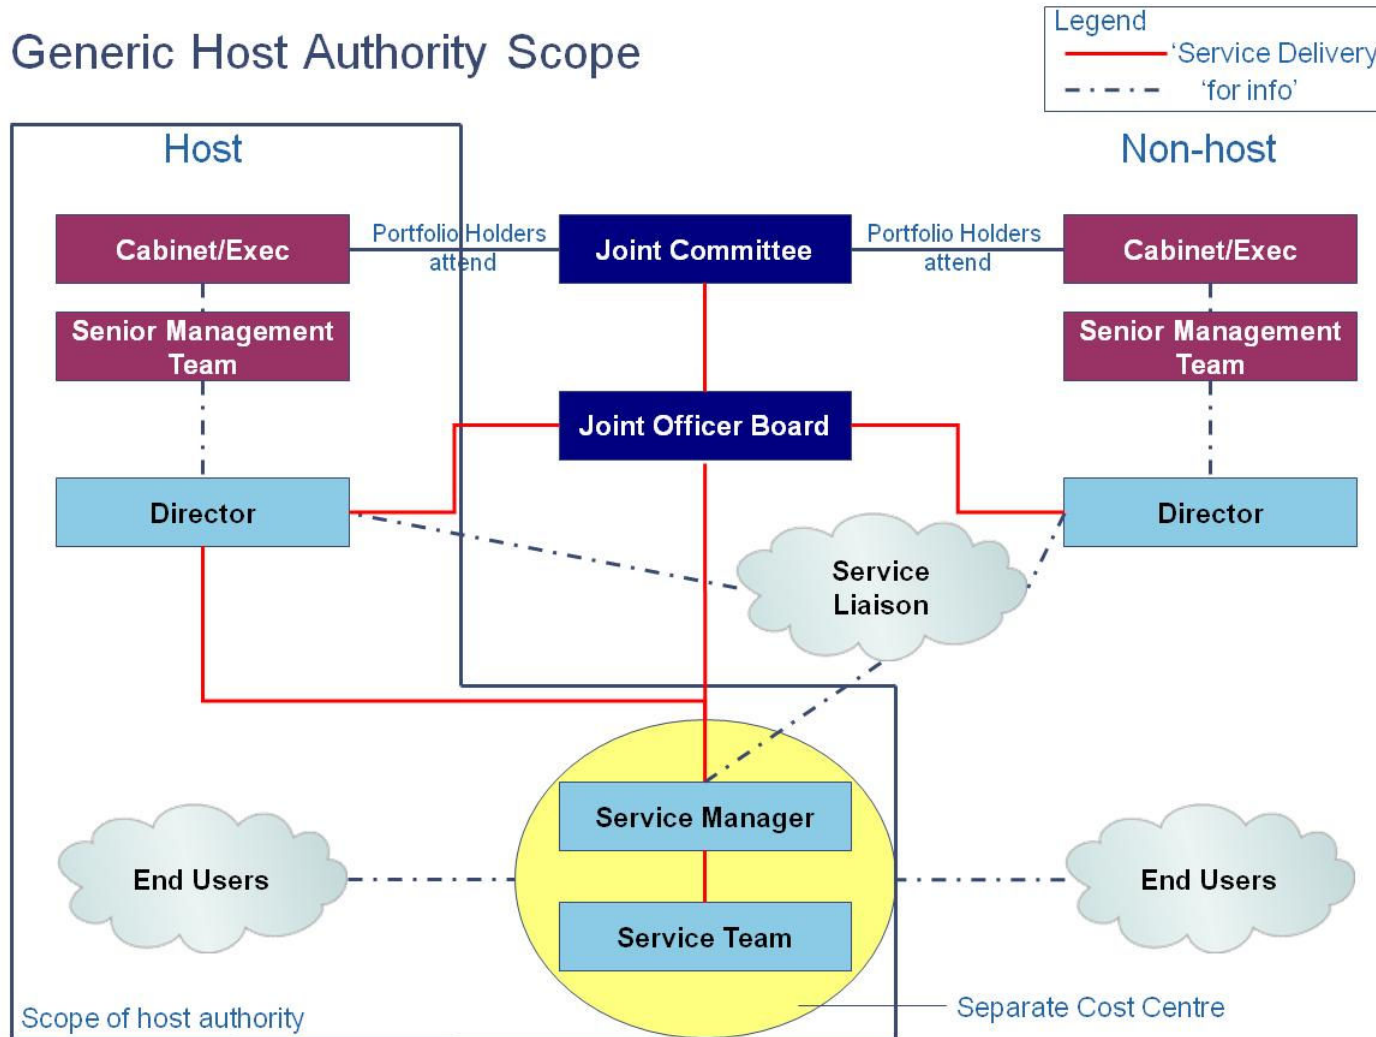 Generic Host Authority Scope
Legend
‘Service Delivery
‘for info’
Host
Non-host
Cabinet/Exec
Portfolio Holders
attend
Joint Committee
Portfolio Holders
attend
Cabinet/Exec
Senior Management
Team
Senior Management
Team
Joint Officer Board
Director
Director
Service
Liaison
Service Manager
End Users
End Users
Service Team
Separate Cost Centre
Scope of host authority